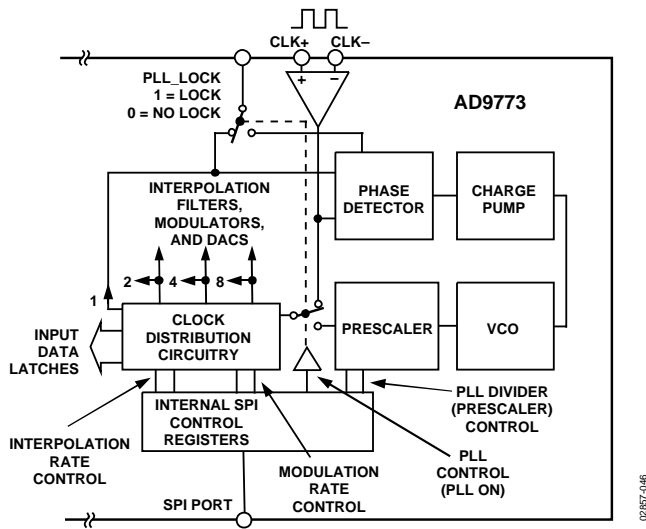 CLK+ CLK–
PLL_LOCK
1 = LOCK
0 = NO LOCK
+ –
AD9773
INTERPOLATION
FILTERS,
MODULATORS,
AND DACS
PHASE
DETECTOR
CHARGE
PUMP
2 4 8
1
CLOCK
DISTRIBUTION
CIRCUITRY
PRESCALER
VCO
INPUT
DATA
LATCHES
INTERNAL SPI
CONTROL
REGISTERS
PLL DIVIDER
(PRESCALER)
CONTROL
INTERPOLATION
RATE
CONTROL
MODULATION
RATE
CONTROL
PLL
CONTROL
(PLL ON)
SPI PORT
02857-046